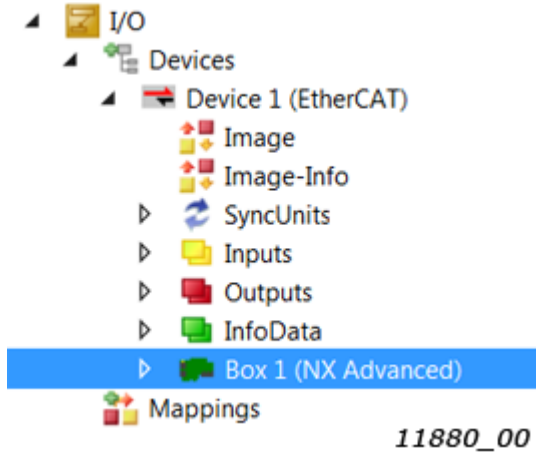 I/O
Devices
Device 1 (EtherCAT)
Image
Image-Info
SyncUnits
Inputs
Outputs
InfoData
Box 1 (NX Advanced)
Mappings
11880_00